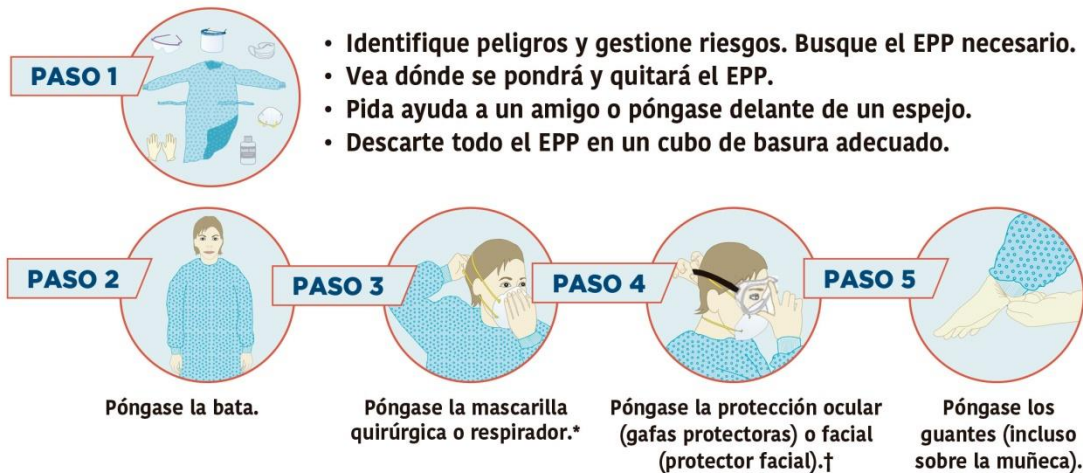 PASO 1
• Identifique peligros y gestione riesgos. Busque el EPP necesario.
• Vea dónde se pondrá y quitará el EPP.
• Pida ayuda a un amigo o póngase delante de un espejo.
• Descarte todo el EPP en un cubo de basura adecuado.
PASO 2
Póngase la bata.
PASO 3
Póngase la mascarilla
quirúrgica o respirador.*
PASO 4
Póngase la protección ocular
(gafas protectoras) o facial
(protector facial).†
PASO 5
Póngase los
guantes (incluso
sobre la muñeca).